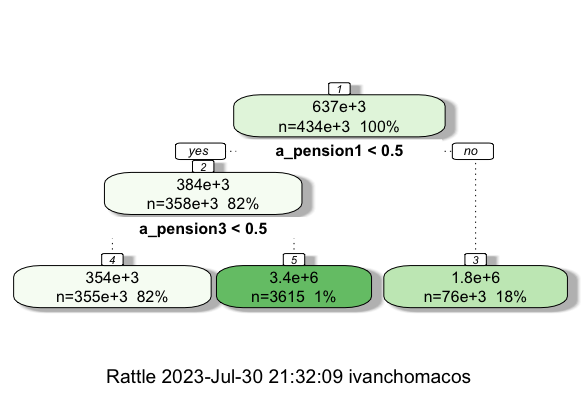 1
637e+3
n=434e+3 100%
yes
a_pension1 < 0.5
no
2
384e+3
n=358e+3 82%
a_pension3 < 0.5
4
5
3
354e+3
n=355e+3 82%
3.4e+6
n=3615 1%
1.8e+6
n=76e+3 18%
Rattle 2023-Jul-30 21:32:09 ivanchomacos